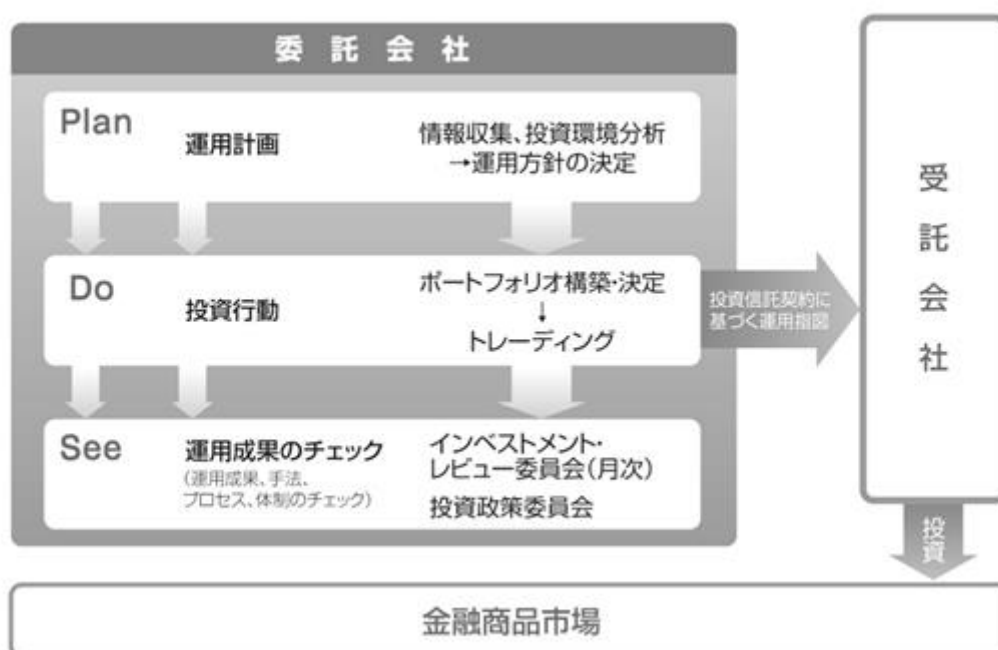 委託会社
Plan
運用計画
情報収集、投資環境分析
→運用方針の決定
Do
投資行動
ポートフォリオ構築・決定
↓
トレーディング
投資信託契約に
基づく運用指図
See
運用成果のチェック
(運用成果、手法、
プロセス、体制のチェック)
インベストメント・
レビュー委員会(月次)
投資政策委員会
受託会社
投資
金融商品市場